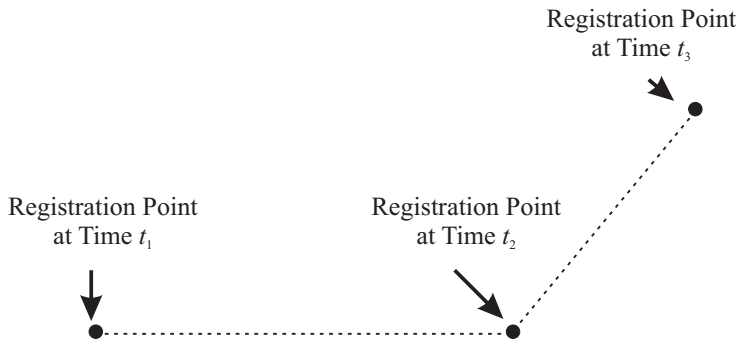 Registration Point
at Time t₃
Registration Point
at Time t₁
Registration Point
at Time t₂